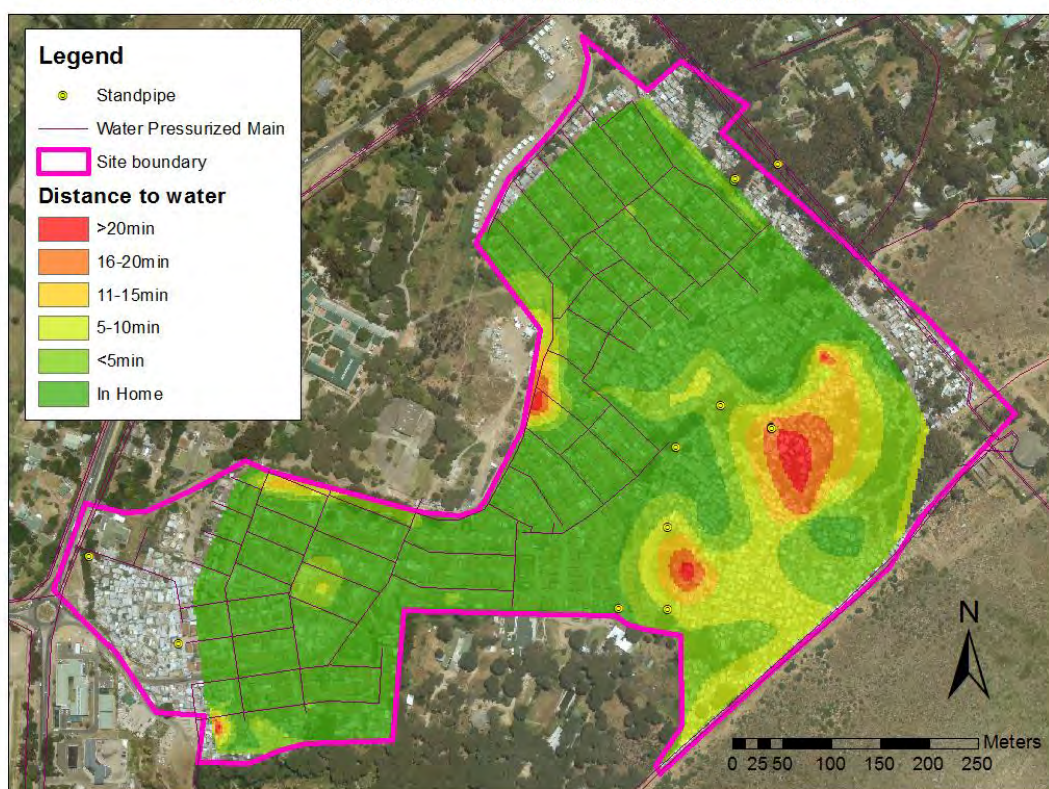 Legend
Standpipe
Water Pressurized Main
Site boundary
Distance to water
>20min
16-20min
11-15min
5-10min
<5min
In Home
N
Meters
0 25 50 100 150 200 250